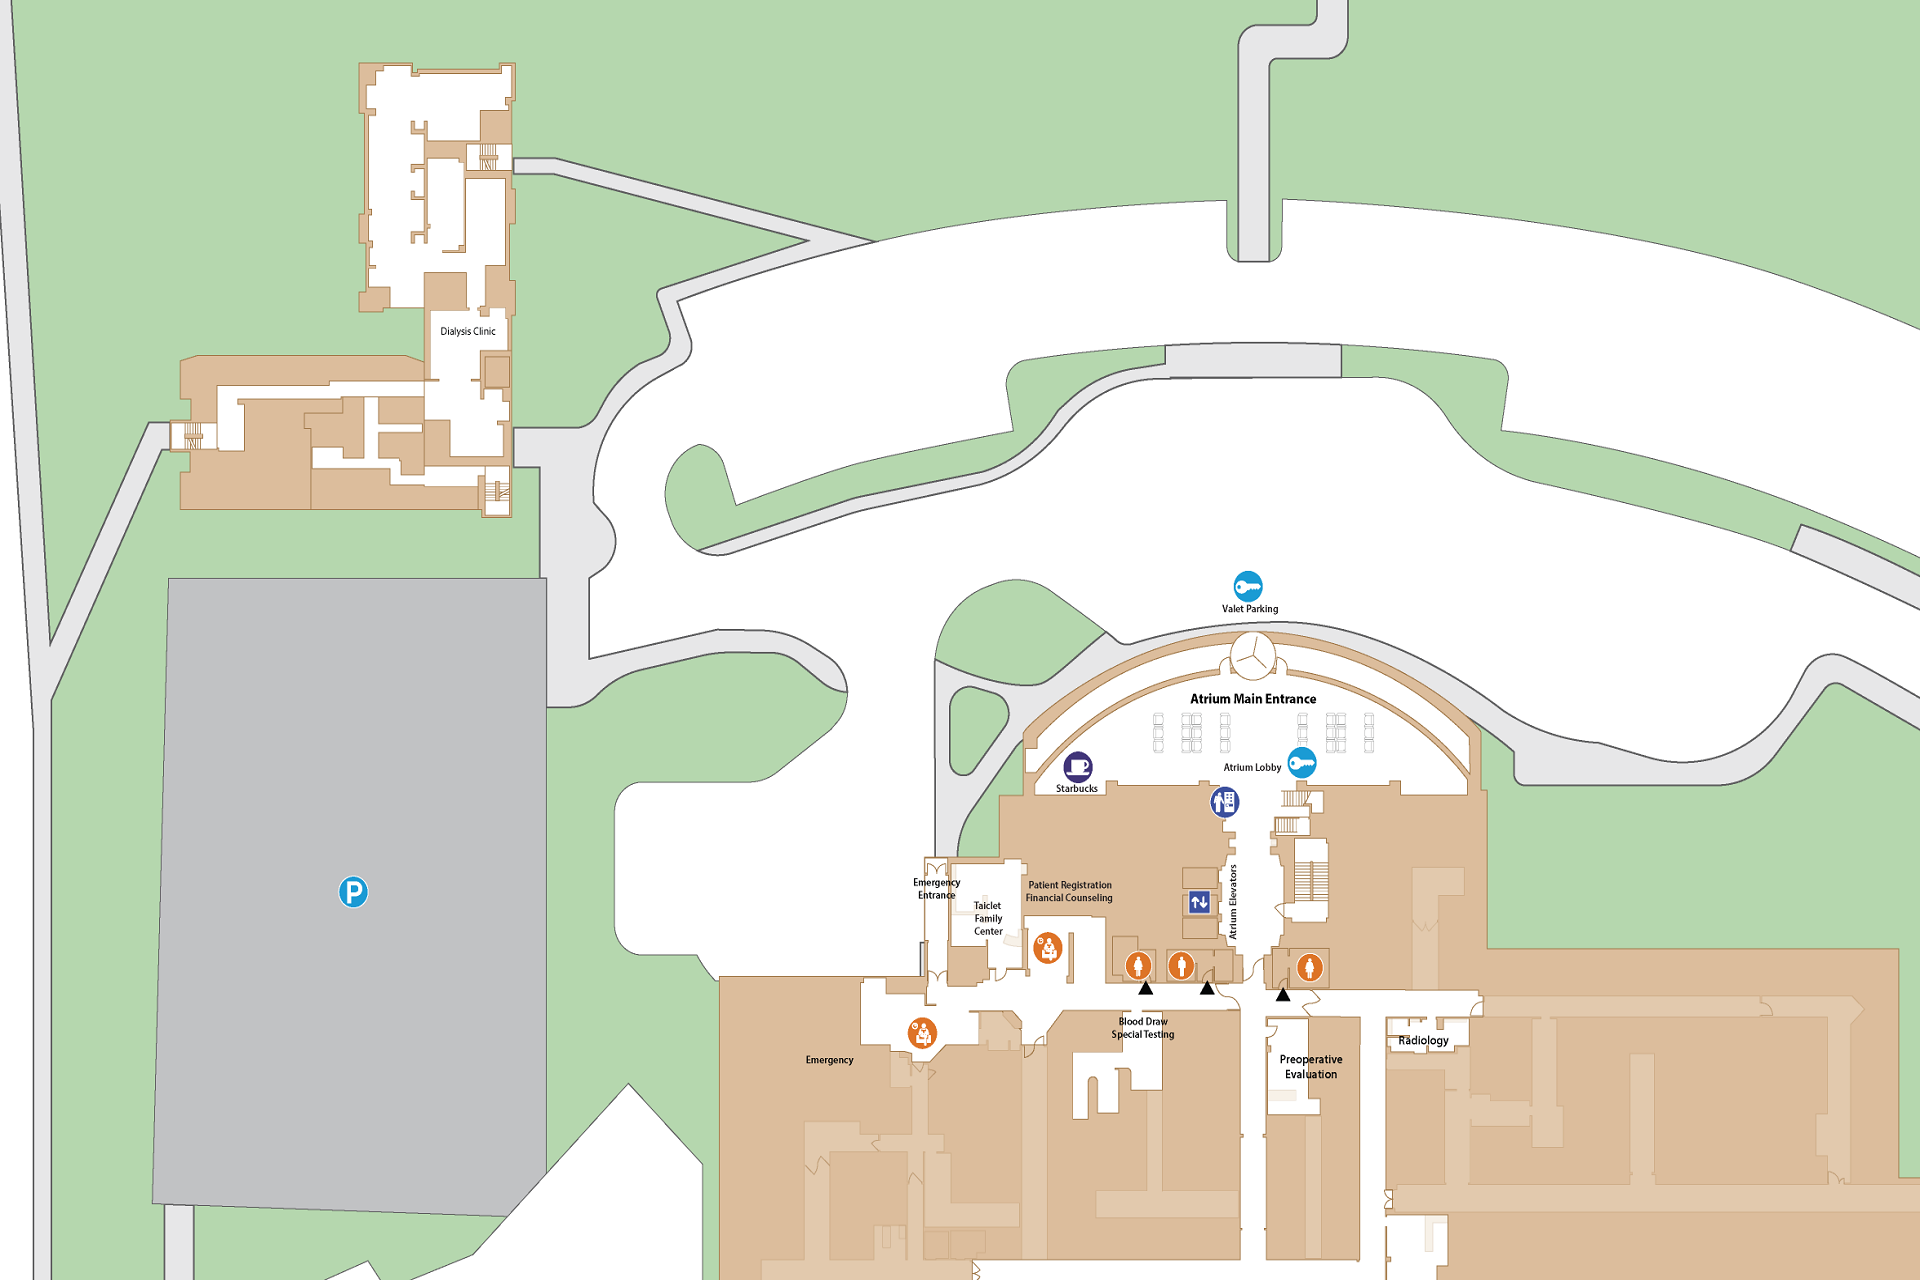 Dialysis Clinic
Valet Parking
Atrium Main Entrance
Atrium Lobby
Starbucks
P
Emergency
Entrance
Taiclet
Family
Center
Patient Registration
Financial Counseling
Atrium Elevators
Blood Draw
Special Testing
Emergency
Preoperative
Evaluation
Radiology